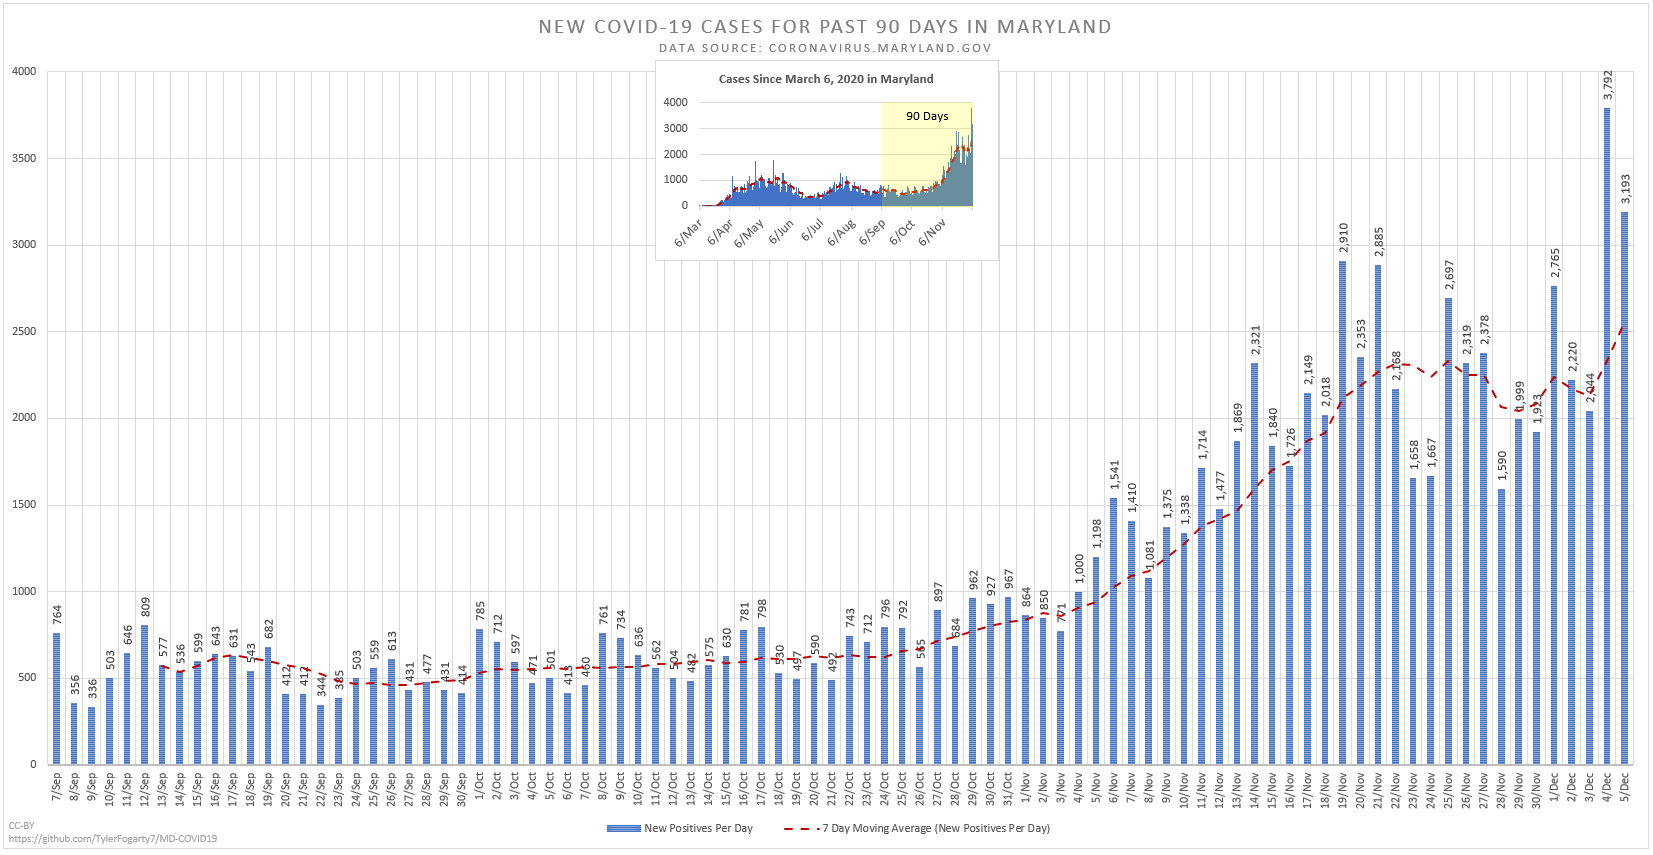 NEW COVID-19 CASES FOR PAST 90 DAYS IN MARYLAND
DATA SOURCE: CORONAVIRUS.MARYLAND.GOV
Cases Since March 6, 2020 in Maryland
90 Days
4000
3000
2000
1000
0
6/Mar 6/Apr 6/May 6/Jun 6/Jul 6/Aug 6/Sep 6/Oct 6/Nov
4000
3500
3000
2500
2000
1500
1000
500
0
764 356 336 503 646 809 577 536 599 643 631 543 682 412 412 344 385 503 559 613 431 477 431 414 785 712 597 471 501 413 460 761 734 636 562 504 482 575 630 781 798 530 497 590 492 743 712 796 792 565 897 684 962 927 967 864 850 771 1,000 1,198 1,541 1,410 1,081 1,375 1,338 1,714 1,477 1,869 2,321 1,840 1,726 2,149 2,018 2,910 2,353 2,885 2,168 1,658 1,667 2,697 2,319 2,378 1,590 1,999 1,923 2,765 2,220 2,044 3,792 3,193
7/Sep 8/Sep 9/Sep 10/Sep 11/Sep 12/Sep 13/Sep 14/Sep 15/Sep 16/Sep 17/Sep 18/Sep 19/Sep 20/Sep 21/Sep 22/Sep 23/Sep 24/Sep 25/Sep 26/Sep 27/Sep 28/Sep 29/Sep 30/Sep 1/Oct 2/Oct 3/Oct 4/Oct 5/Oct 6/Oct 7/Oct 8/Oct 9/Oct 10/Oct 11/Oct 12/Oct 13/Oct 14/Oct 15/Oct 16/Oct 17/Oct 18/Oct 19/Oct 20/Oct 21/Oct 22/Oct 23/Oct 24/Oct 25/Oct 26/Oct 27/Oct 28/Oct 29/Oct 30/Oct 31/Oct 1/Nov 2/Nov 3/Nov 4/Nov 5/Nov 6/Nov 7/Nov 8/Nov 9/Nov 10/Nov 11/Nov 12/Nov 13/Nov 14/Nov 15/Nov 16/Nov 17/Nov 18/Nov 19/Nov 20/Nov 21/Nov 22/Nov 23/Nov 24/Nov 25/Nov 26/Nov 27/Nov 28/Nov 29/Nov 30/Nov 1/Dec 2/Dec 3/Dec 4/Dec 5/Dec
New Positives Per Day
7 Day Moving Average (New Positives Per Day)
CC-BY
https://github.com/TylerFogarty7/MD-COVID19